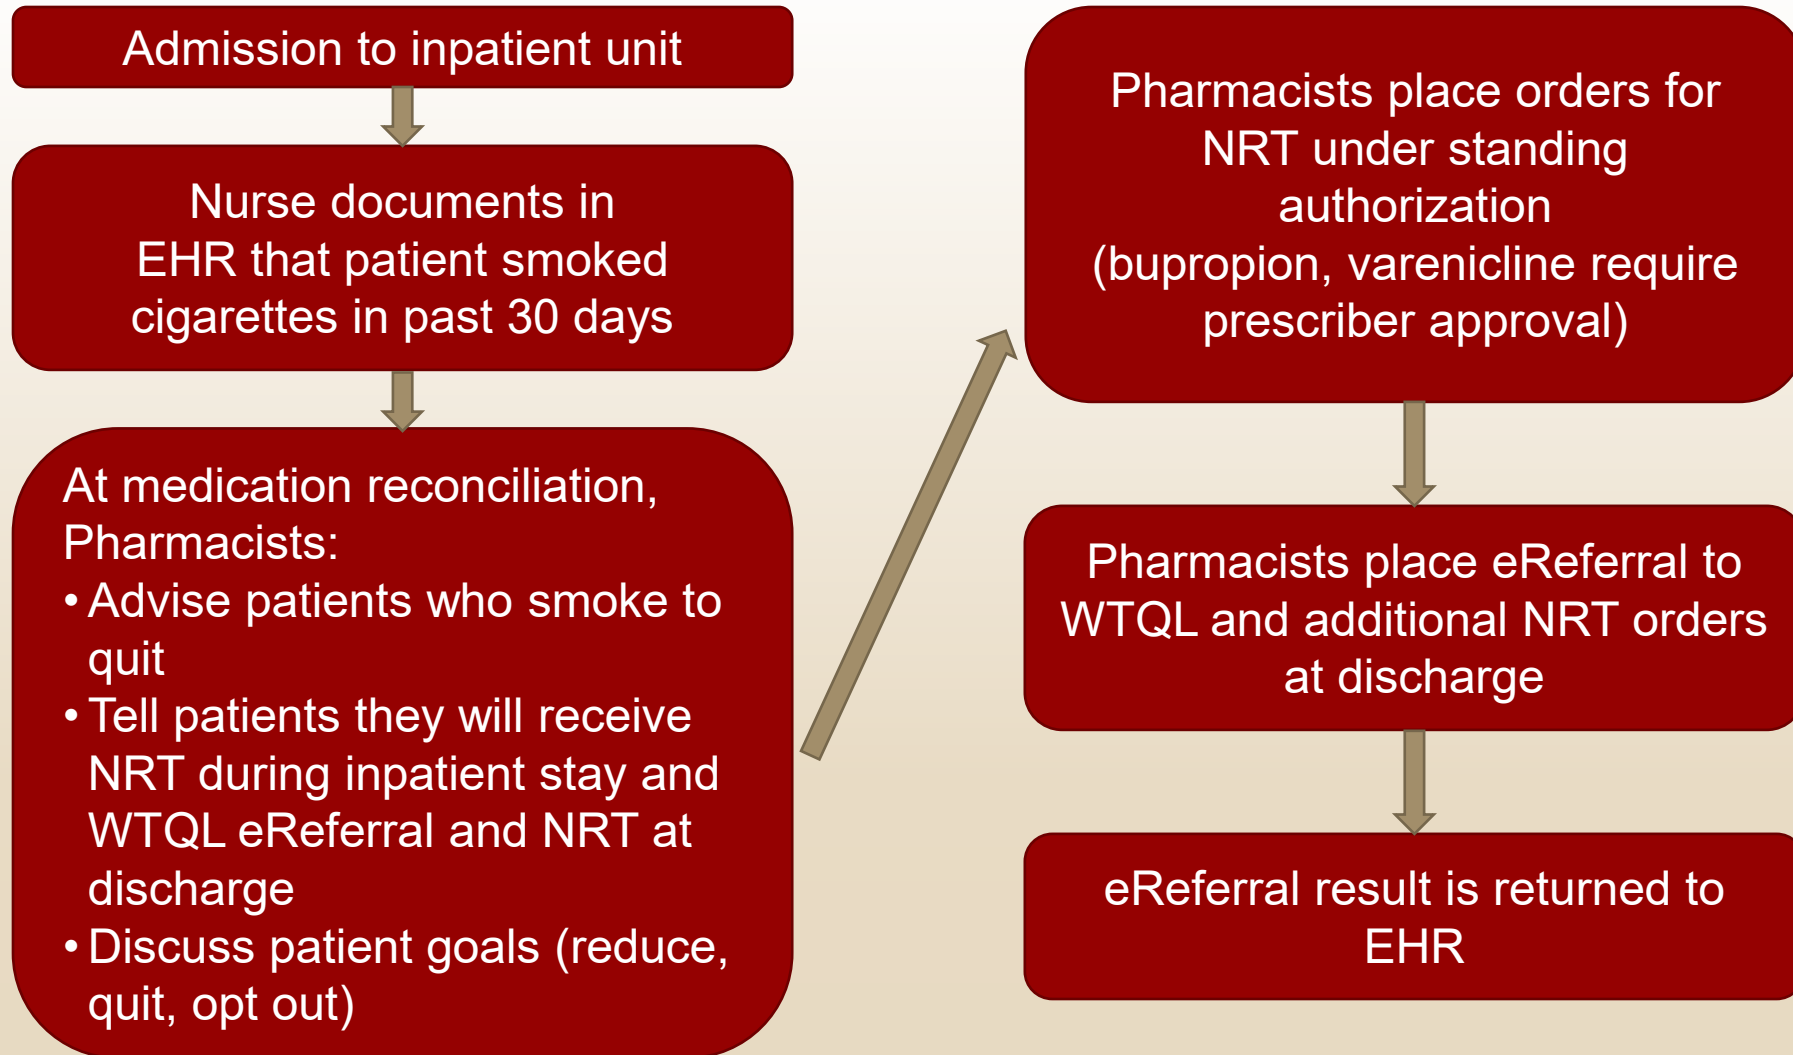 Admission to inpatient unit
Nurse documents in
EHR that patient smoked
cigarettes in past 30 days
At medication reconciliation,
Pharmacists:
• Advise patients who smoke to
quit
• Tell patients they will receive
NRT during inpatient stay and
WTQL eReferral and NRT at
discharge
• Discuss patient goals (reduce,
quit, opt out)
Pharmacists place orders for
NRT under standing
authorization
(bupropion, varenicline require
prescriber approval)
Pharmacists place eReferral to
WTQL and additional NRT orders
at discharge
eReferral result is returned to
EHR